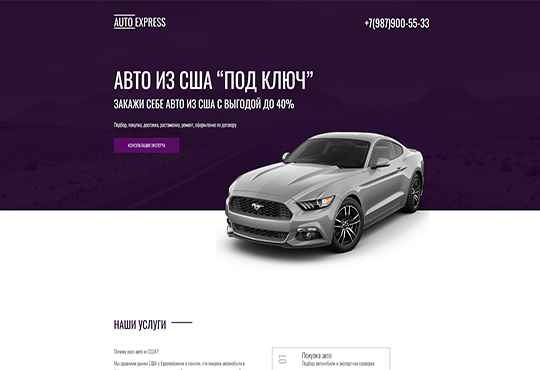 AUTO EXPRESS
+7(987)900-55-33
АВТО ИЗ США “ПОД КЛЮЧ”
ЗАКАЖИ СЕБЕ АВТО ИЗ США С ВЫГОДОЙ ДО 40%
Подбор, покупка, доставка, растаможка, ремонт, оформление по договору
КОНСУЛЬТАЦИЯ ЭКСПЕРТА
НАШИ УСЛУГИ
Почему авто из США?
Мы сравнили рынки США с Европейскими и поняли, что покупка автомобиля в
01
Покупка авто
Подбор автомобиля и экспертная проверка